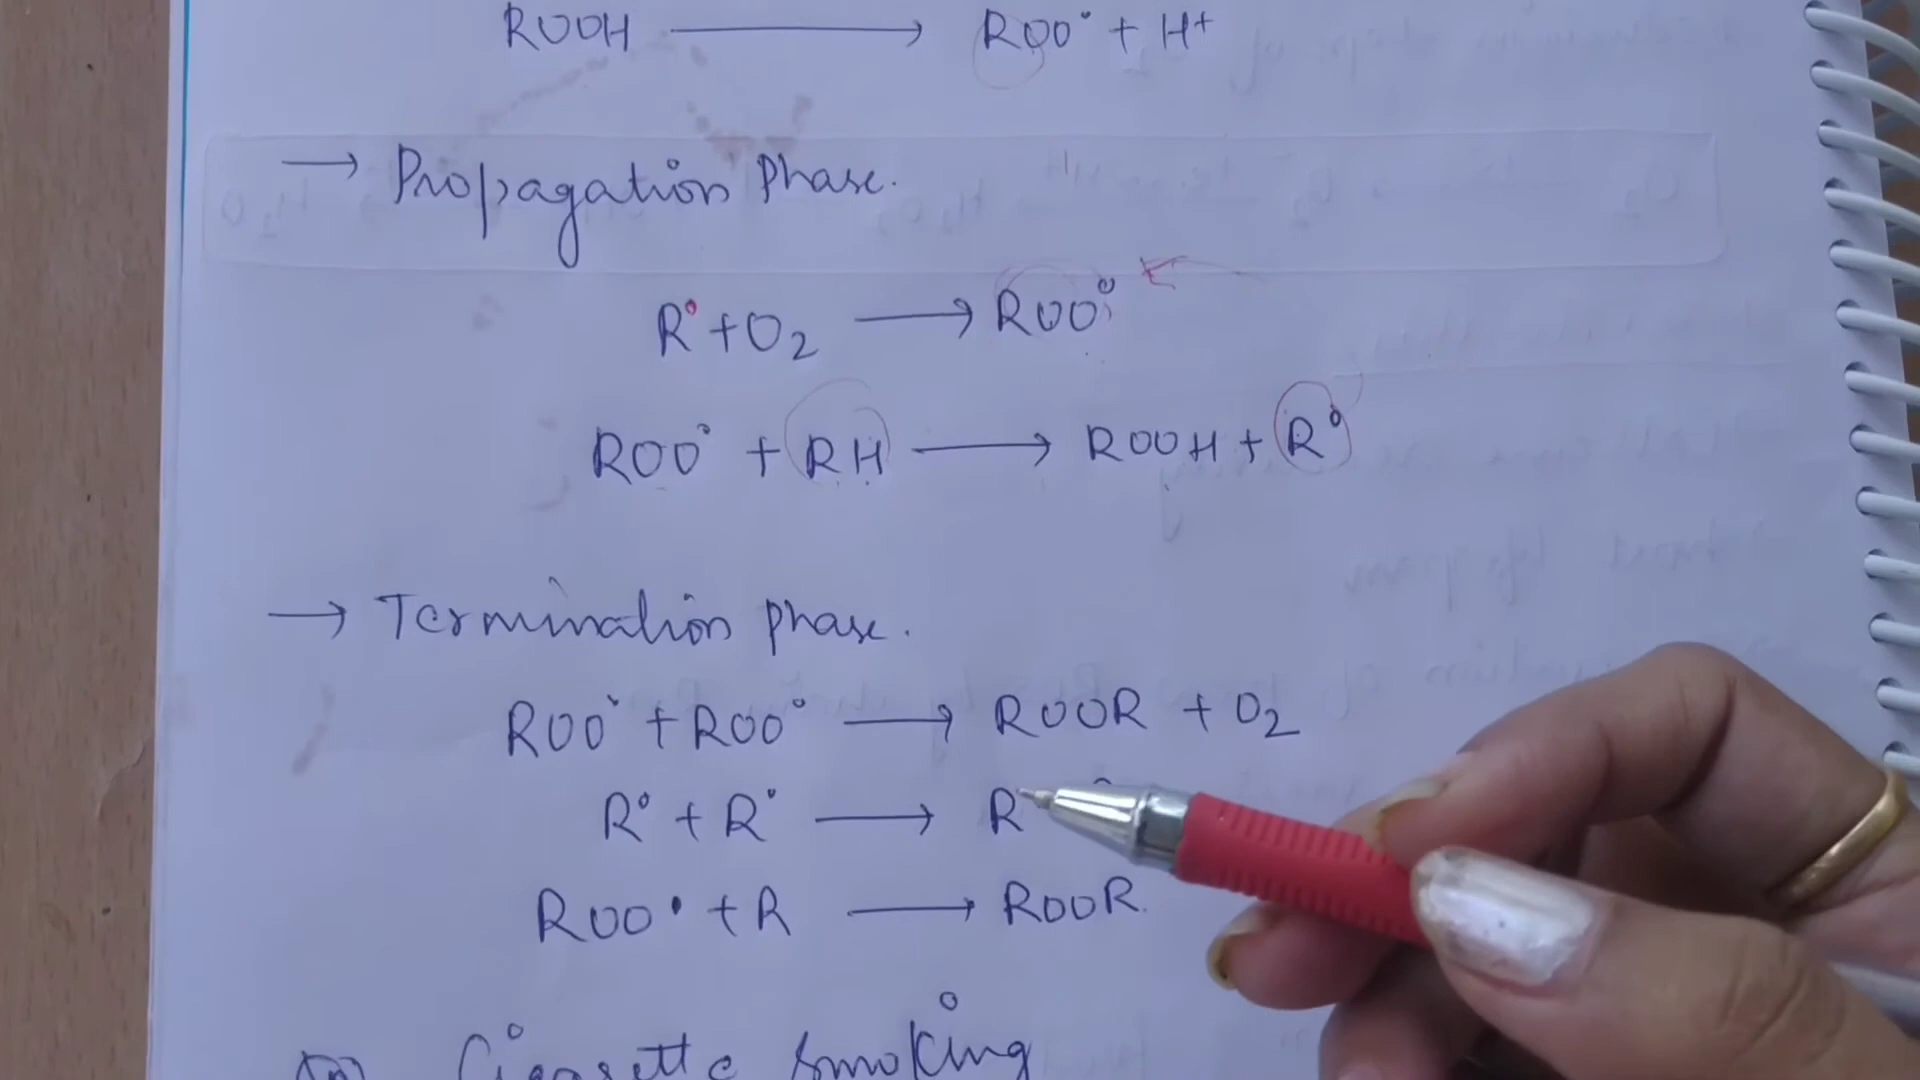 ROOH ⟶ ROO° + H+
→ Propagation Phase.
R° + O2 ⟶ ROO°
ROO° + RH ⟶ ROOH + R°
→ Termination phase.
ROO° + ROO° ⟶ ROOR + O2
R° + R° ⟶ R
ROO• + R ⟶ ROOR.
Cigarette Smoking